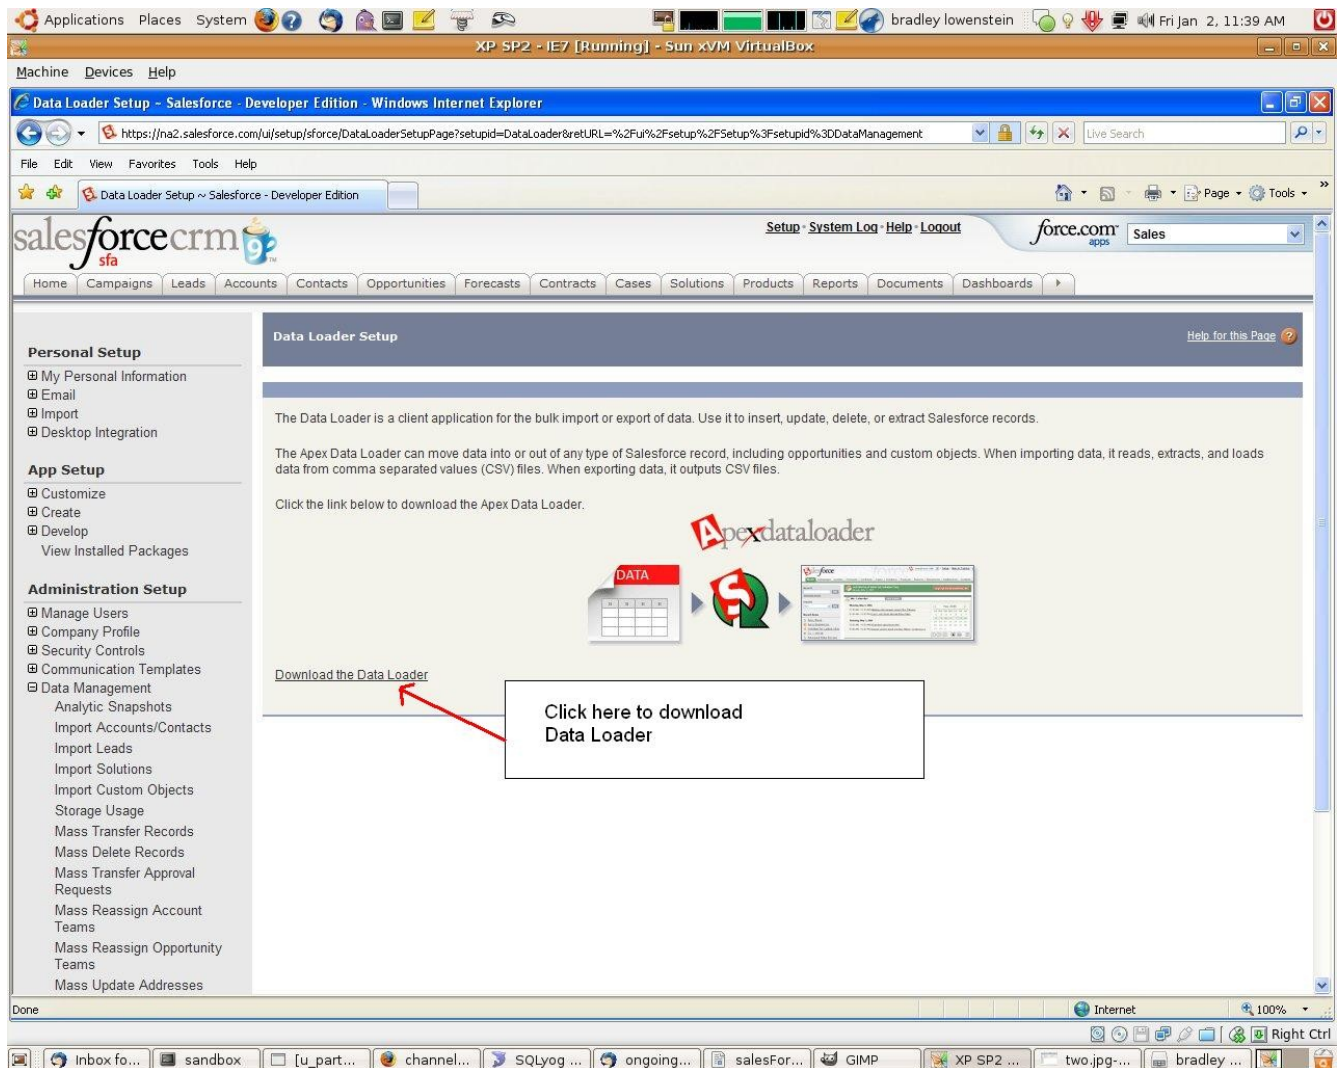 Applications Places System bradley lowenstein Fri Jan 2, 11:39 AM
XP SP2 - IE7 [Running] - Sun xVM VirtualBox
Machine Devices Help
Data Loader Setup ~ Salesforce - Developer Edition - Windows Internet Explorer
https://na2.salesforce.com/ui/setup/sforce/DataLoaderSetupPage?setupid=DataLoader&retURL=%2Fui%2Fsetup%2FSetup%3Fsetupid%3DDataManagement
Live Search
File Edit View Favorites Tools Help
Data Loader Setup ~ Salesforce - Developer Edition
Page Tools
salesforcecrm
sfa
Setup · System Log · Help · Logout
force.com
apps
Sales
Home Campaigns Leads Accounts Contacts Opportunities Forecasts Contracts Cases Solutions Products Reports Documents Dashboards
Personal Setup
My Personal Information
Email
Import
Desktop Integration
App Setup
Customize
Create
Develop
View Installed Packages
Administration Setup
Manage Users
Company Profile
Security Controls
Communication Templates
Data Management
Analytic Snapshots
Import Accounts/Contacts
Import Leads
Import Solutions
Import Custom Objects
Storage Usage
Mass Transfer Records
Mass Delete Records
Mass Transfer Approval
Requests
Mass Reassign Account
Teams
Mass Reassign Opportunity
Teams
Mass Update Addresses
Data Loader Setup
Help for this Page
The Data Loader is a client application for the bulk import or export of data. Use it to insert, update, delete, or extract Salesforce records.
The Apex Data Loader can move data into or out of any type of Salesforce record, including opportunities and custom objects. When importing data, it reads, extracts, and loads
data from comma separated values (CSV) files. When exporting data, it outputs CSV files.
Click the link below to download the Apex Data Loader.
Apexdataloader
DATA
Download the Data Loader
Click here to download
Data Loader
Done
Internet
100%
Right Ctrl
Inbox fo... sandbox [u_part... channel... SQLyog ... ongoing... salesFor... GIMP XP SP2 ... two.jpg-... bradley ...